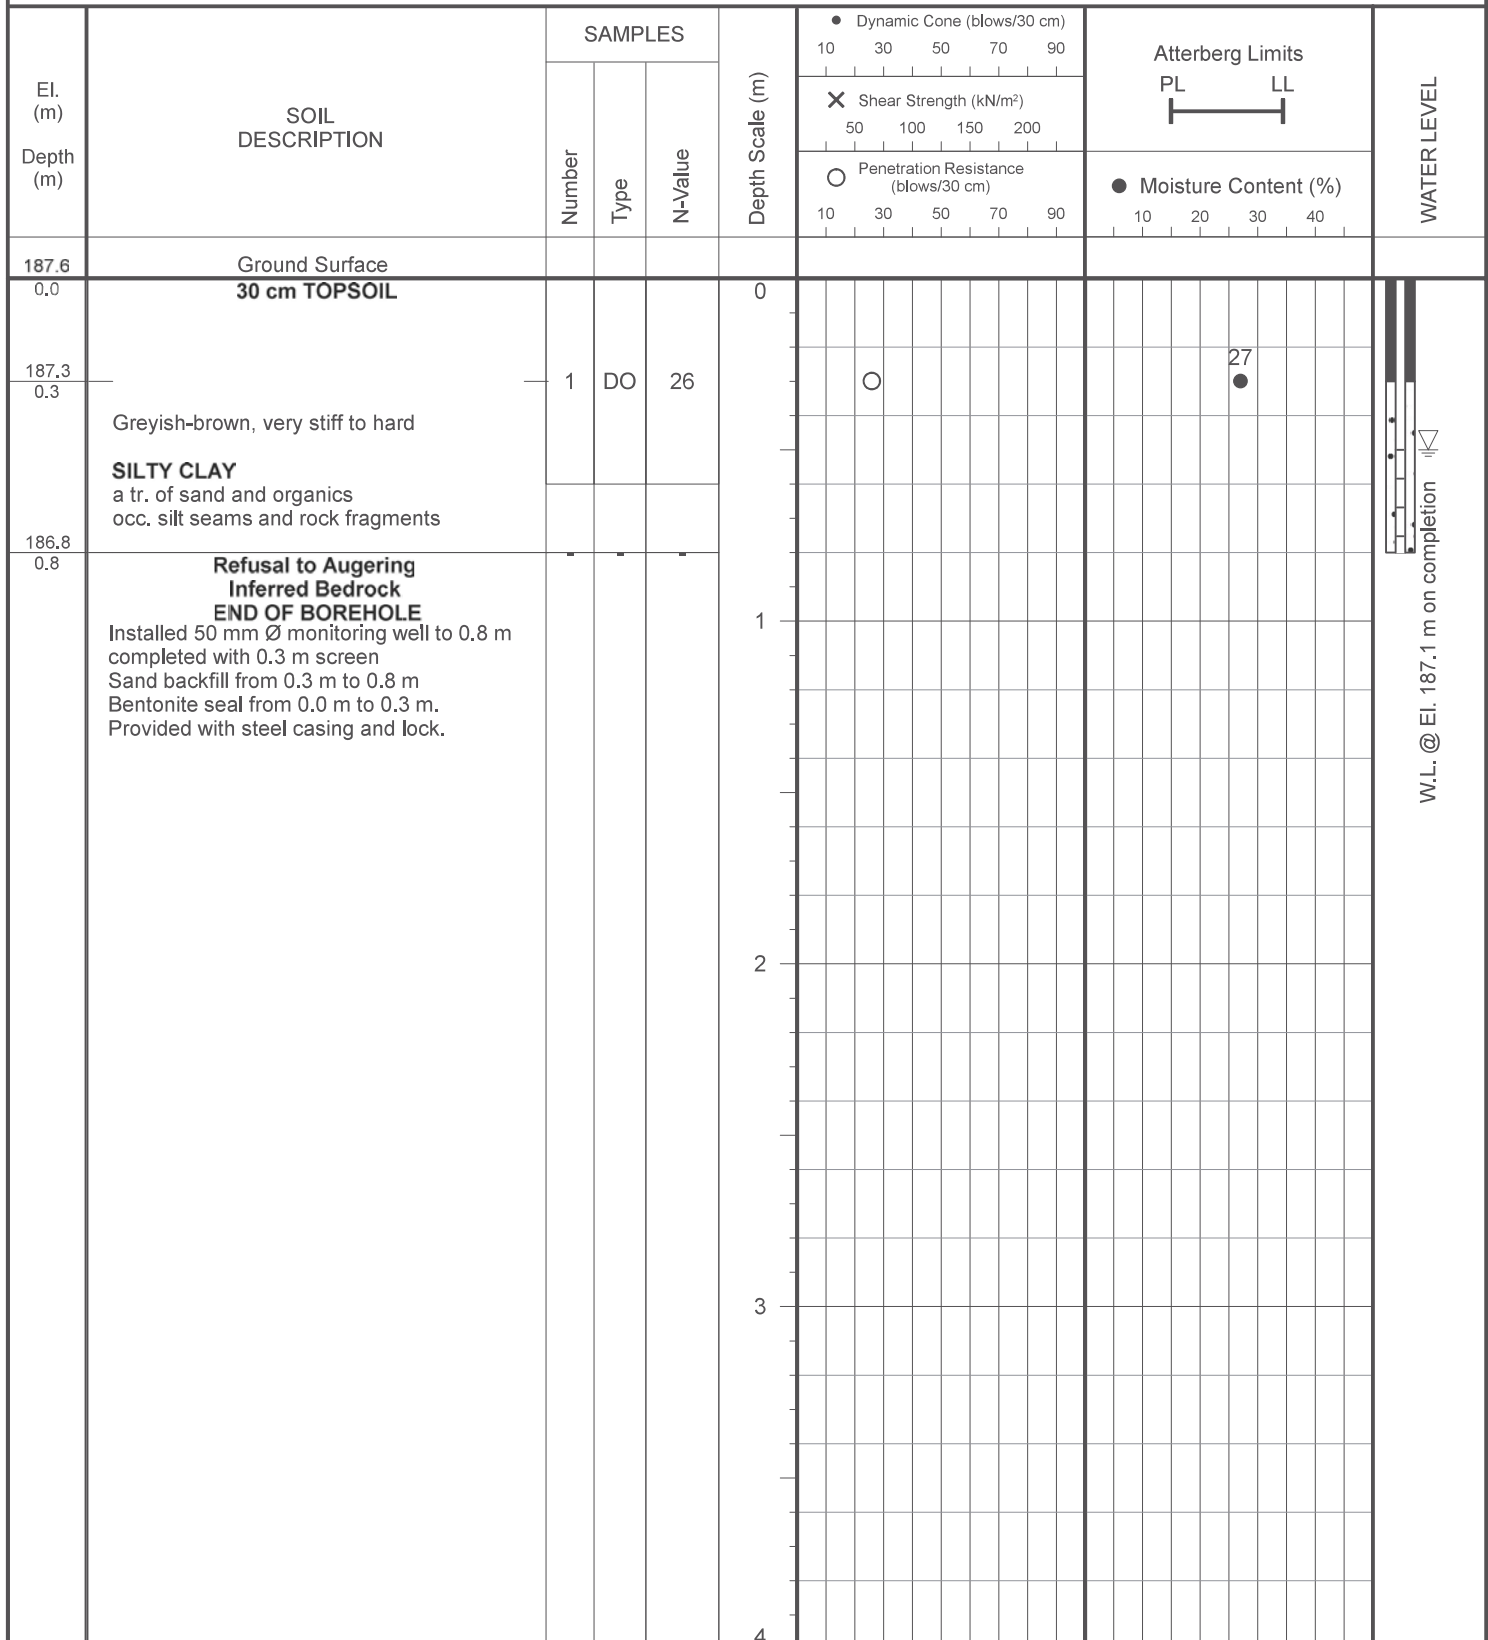 El.
(m)
Depth
(m)
SOIL
DESCRIPTION
SAMPLES
Number
Type
N-Value
Depth Scale (m)
Dynamic Cone (blows/30 cm)
10 30 50 70 90
Shear Strength (kN/m²)
50 100 150 200
Penetration Resistance
(blows/30 cm)
10 30 50 70 90
Atterberg Limits
PL LL
Moisture Content (%)
10 20 30 40
WATER LEVEL
187.6 Ground Surface
0.0 30 cm TOPSOIL
0
187.3
0.3
1 DO 26
27
Greyish-brown, very stiff to hard
SILTY CLAY
a tr. of sand and organics
occ. silt seams and rock fragments
186.8
0.8
Refusal to Augering
Inferred Bedrock
END OF BOREHOLE
Installed 50 mm Ø monitoring well to 0.8 m
completed with 0.3 m screen
Sand backfill from 0.3 m to 0.8 m
Bentonite seal from 0.0 m to 0.3 m.
Provided with steel casing and lock.
1
2
3
4
W.L. @ El. 187.1 m on completion